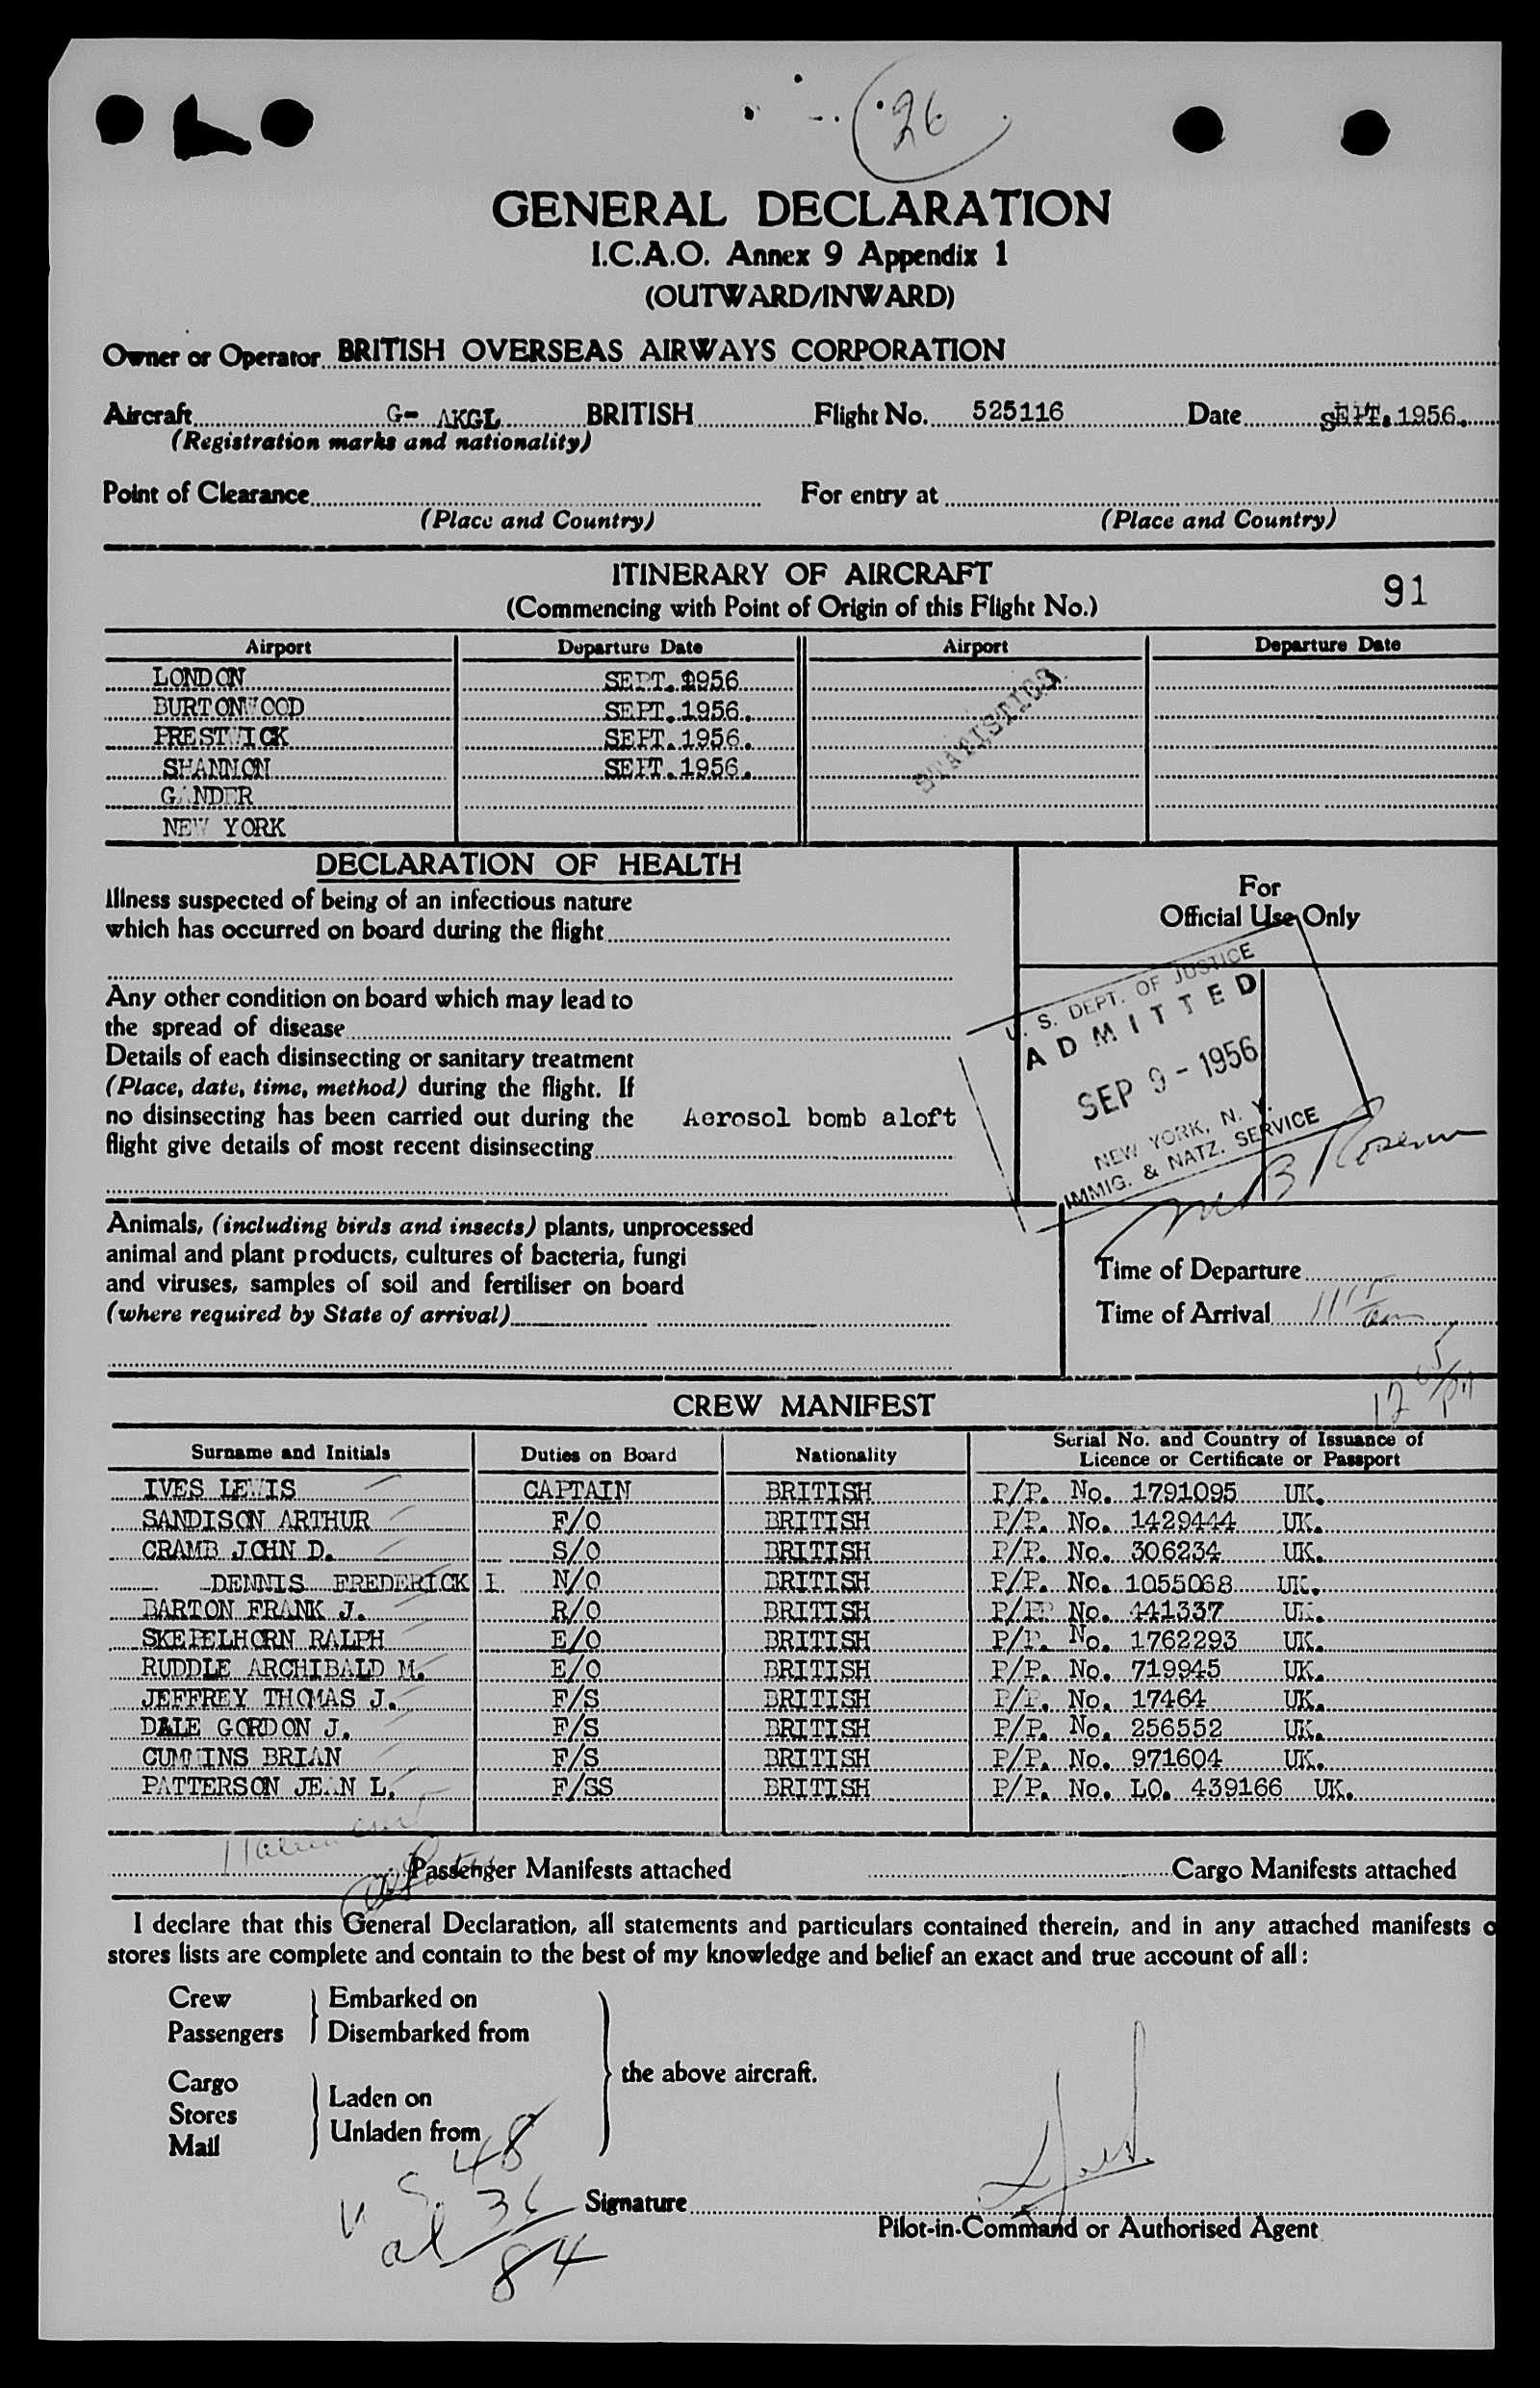 26
GENERAL DECLARATION
I.C.A.O. Annex 9 Appendix 1
(OUTWARD/INWARD)
Owner or Operator BRITISH OVERSEAS AIRWAYS CORPORATION
Aircraft G- AKGL BRITISH Flight No. 525116 Date SEPT. 1956.
(Registration marks and nationality)
Point of Clearance For entry at
(Place and Country) (Place and Country)
ITINERARY OF AIRCRAFT
(Commencing with Point of Origin of this Flight No.) 91
Airport Departure Date Airport Departure Date
LONDON SEPT. 1956
BURTONWOOD SEPT. 1956.
PRESTWICK SEPT. 1956.
SHANNON SEPT. 1956.
GANDER
NEW YORK
STATISTICS
DECLARATION OF HEALTH
Illness suspected of being of an infectious nature
which has occurred on board during the flight
For
Official Use Only
Any other condition on board which may lead to
the spread of disease
Details of each disinsecting or sanitary treatment
(Place, date, time, method) during the flight. If
no disinsecting has been carried out during the Aerosol bomb aloft
flight give details of most recent disinsecting
U. S. DEPT. OF JUSTICE
ADMITTED
SEP 9 - 1956
NEW YORK, N. Y.
IMMIG. & NATZ. SERVICE
Animals, (including birds and insects) plants, unprocessed
animal and plant products, cultures of bacteria, fungi
and viruses, samples of soil and fertiliser on board
(where required by State of arrival)
Time of Departure
Time of Arrival
CREW MANIFEST
Surname and Initials Duties on Board Nationality Serial No. and Country of Issuance of
Licence or Certificate or Passport
IVES LEWIS CAPTAIN BRITISH P/P. No. 1791095 UK.
SANDISON ARTHUR F/O BRITISH P/P. No. 1429444 UK.
CRAMB JOHN D. S/O BRITISH P/P. No. 306234 UK.
DENNIS FREDERICK I. N/O BRITISH P/P. No. 1055068 UK.
BARTON FRANK J. R/O BRITISH P/PP No. 441337 UK.
SKEPELHORN RALPH E/O BRITISH P/P. No. 1762293 UK.
RUDDLE ARCHIBALD M. E/O BRITISH P/P. No. 719945 UK.
JEFFREY THOMAS J. F/S BRITISH P/P. No. 17464 UK.
DALE GORDON J. F/S BRITISH P/P. No. 256552 UK.
CUMMINS BRIAN F/S BRITISH P/P. No. 971604 UK.
PATTERSON JEAN L. F/SS BRITISH P/P. No. LO. 439166 UK.
Passenger Manifests attached Cargo Manifests attached
I declare that this General Declaration, all statements and particulars contained therein, and in any attached manifests o
stores lists are complete and contain to the best of my knowledge and belief an exact and true account of all:
Crew Embarked on
Passengers Disembarked from
the above aircraft.
Cargo
Stores
Mail
Laden on
Unladen from
48
36
84
Signature
Pilot-in-Command or Authorised Agent